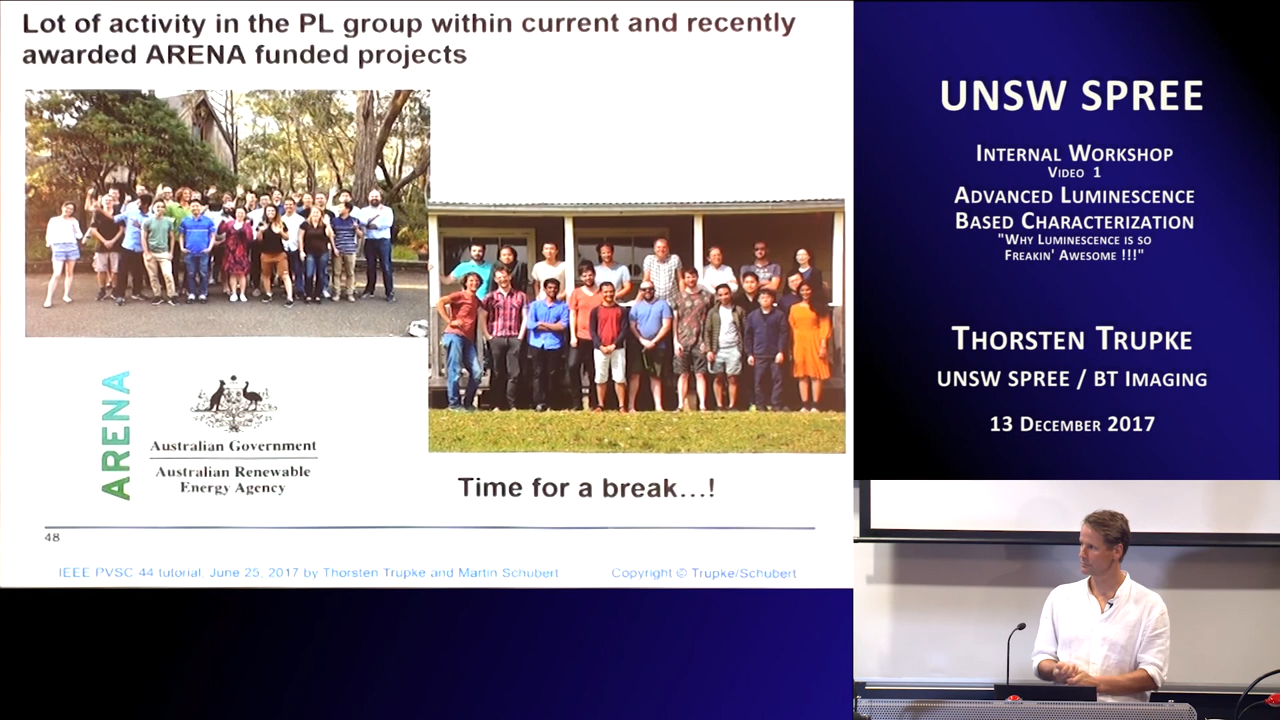 Lot of activity in the PL group within current and recently
awarded ARENA funded projects
ARENA
Australian Government
Australian Renewable
Energy Agency
Time for a break...!
48
IEEE PVSC 44 tutorial, June 25, 2017 by Thorsten Trupke and Martin Schubert
Copyright © Trupke/Schubert
UNSW SPREE
Internal Workshop
Video 1
Advanced Luminescence
Based Characterization
"Why Luminescence is so
Freakin' Awesome !!!"
Thorsten Trupke
UNSW SPREE / BT Imaging
13 December 2017